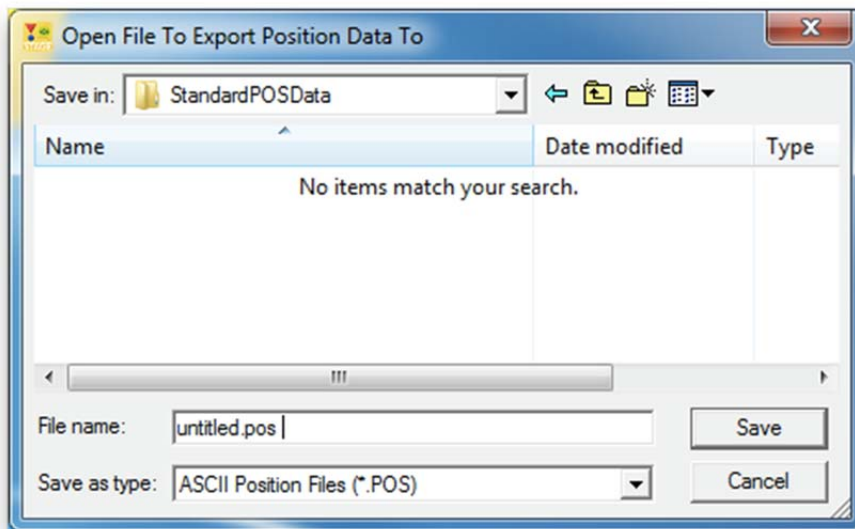 Open File To Export Position Data To
Save in: StandardPOSData
Name Date modified Type
No items match your search.
File name: untitled.pos
Save
Save as type: ASCII Position Files (*.POS)
Cancel